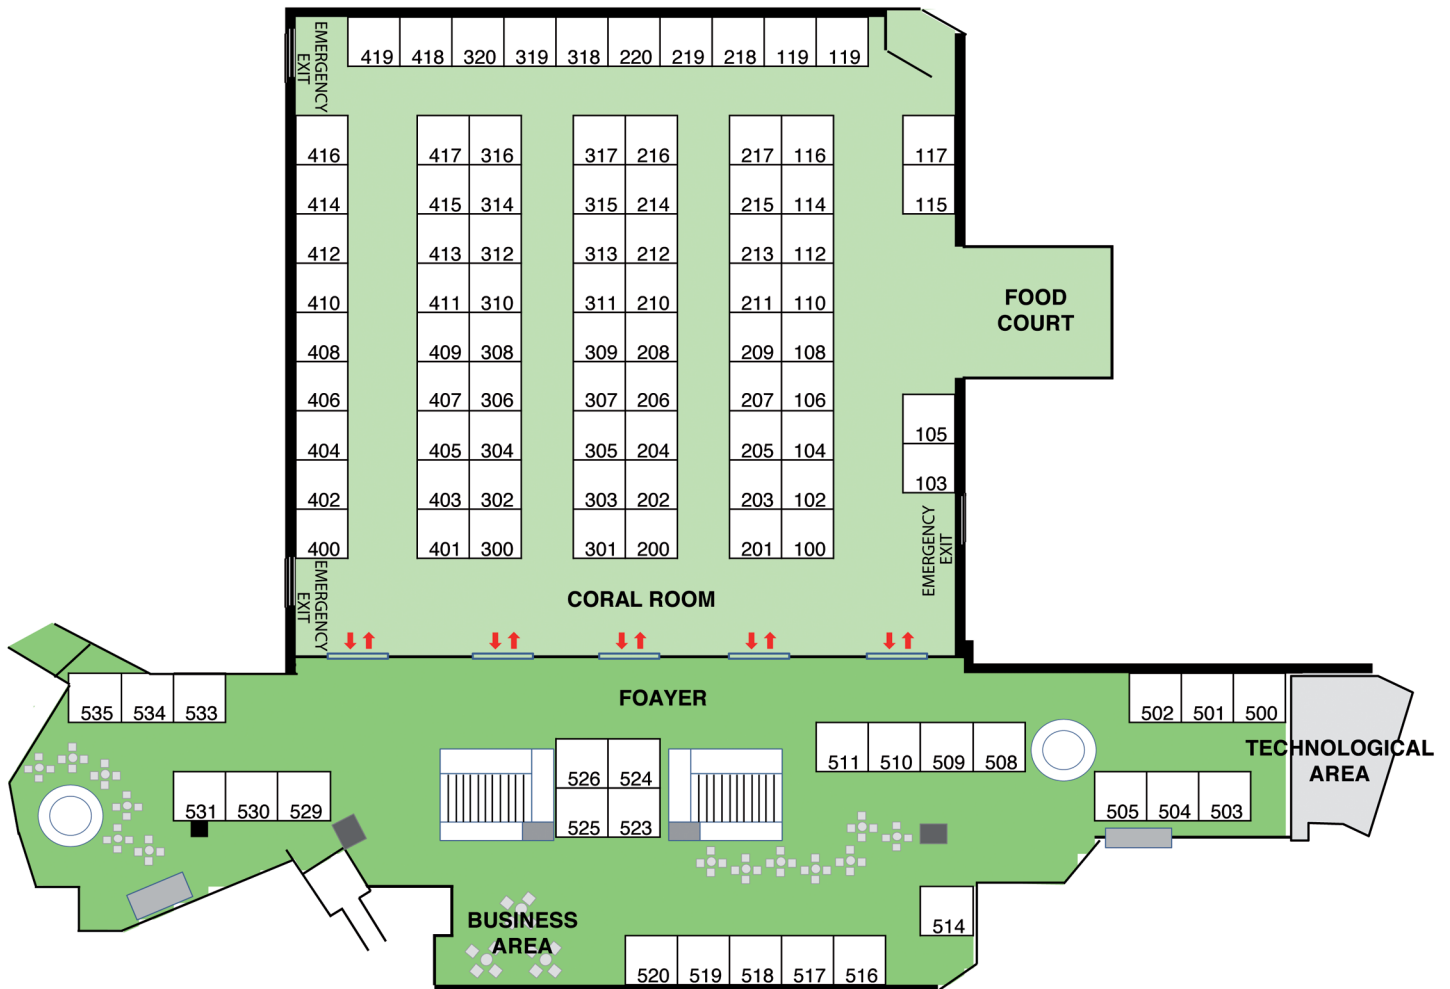 EMERGENCY
EXIT
419 418 320 319 318 220 219 218 119 119
416 417 316 317 216 217 116 117
414 415 314 315 214 215 114 115
412 413 312 313 212 213 112
410 411 310 311 210 211 110
FOOD
COURT
408 409 308 309 208 209 108
406 407 306 307 206 207 106
105
404 405 304 305 204 205 104
103
402 403 302 303 202 203 102
400 401 300 301 200 201 100
EMERGENCY
EXIT
EMERGENCY
EXIT
CORAL ROOM
FOAYER
535 534 533
502 501 500
TECHNOLOGICAL
AREA
511 510 509 508
526 524
531 530 529
505 504 503
525 523
BUSINESS
AREA
514
520 519 518 517 516